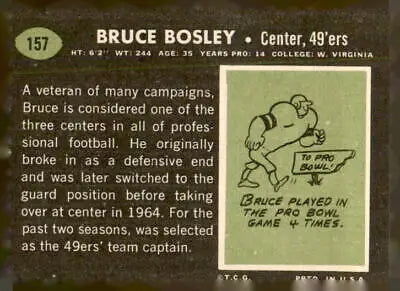 157
BRUCE BOSLEY • Center, 49'ers
HT: 6'2" WT: 244 AGE: 35 YEARS PRO: 14 COLLEGE: W. VIRGINIA
A veteran of many campaigns,
Bruce is considered one of the
three centers in all of profes-
sional football. He originally
broke in as a defensive end
and was later switched to the
guard position before taking
over at center in 1964. For the
past two seasons, was selected
as the 49ers' team captain.
TO PRO
BOWL!
BRUCE PLAYED IN
THE PRO BOWL
GAME 4 TIMES.
©T.C.G. PRTD. IN U.S.A.